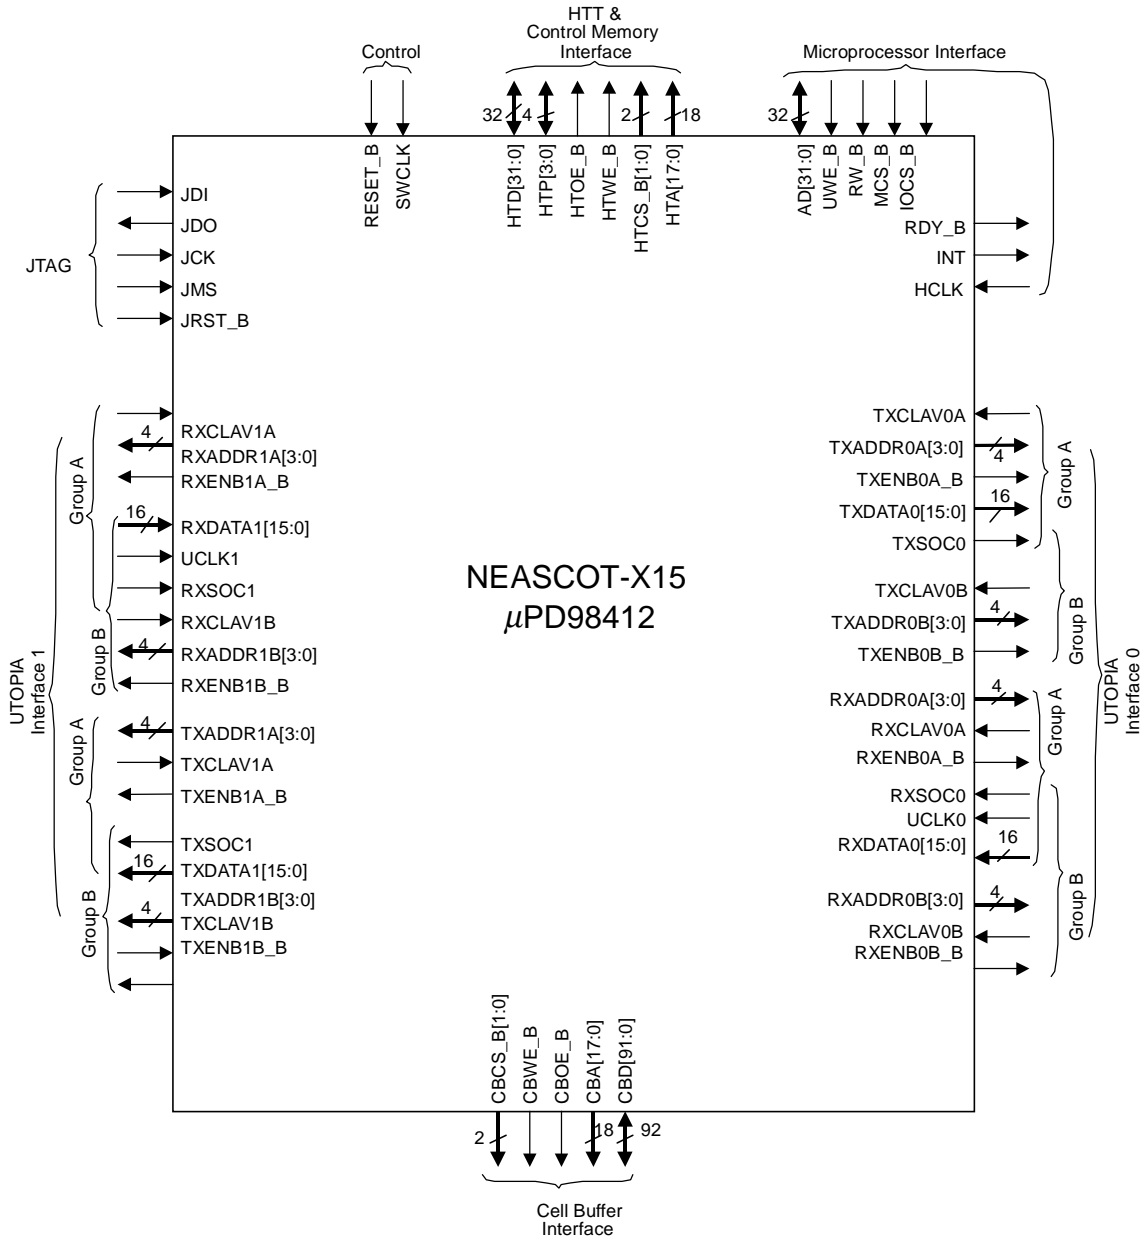 HTT &
Control Memory
Interface
Control
Microprocessor Interface
32
4
2
18
32
RESET_B
SWCLK
HTD[31:0]
HTP[3:0]
HTOE_B
HTWE_B
HTCS_B[1:0]
HTA[17:0]
AD[31:0]
UWE_B
RW_B
MCS_B
IOCS_B
JTAG
JDI
JDO
JCK
JMS
JRST_B
RDY_B
INT
HCLK
UTOPIA
Interface 1
Group A
Group B
RXCLAV1A
4
RXADDR1A[3:0]
RXENB1A_B
16
RXDATA1[15:0]
UCLK1
RXSOC1
RXCLAV1B
4
RXADDR1B[3:0]
RXENB1B_B
Group A
Group B
4
TXADDR1A[3:0]
TXCLAV1A
TXENB1A_B
TXSOC1
16
TXDATA1[15:0]
TXADDR1B[3:0]
4
TXCLAV1B
TXENB1B_B
NEASCOT-X15
μPD98412
TXCLAV0A
TXADDR0A[3:0]
4
TXENB0A_B
16
TXDATA0[15:0]
TXSOC0
TXCLAV0B
4
TXADDR0B[3:0]
TXENB0B_B
Group A
Group B
4
RXADDR0A[3:0]
RXCLAV0A
RXENB0A_B
RXSOC0
UCLK0
16
RXDATA0[15:0]
4
RXADDR0B[3:0]
RXCLAV0B
RXENB0B_B
Group A
Group B
UTOPIA
Interface 0
CBCS_B[1:0]
CBWE_B
CBOE_B
CBA[17:0]
CBD[91:0]
2
18
92
Cell Buffer
Interface